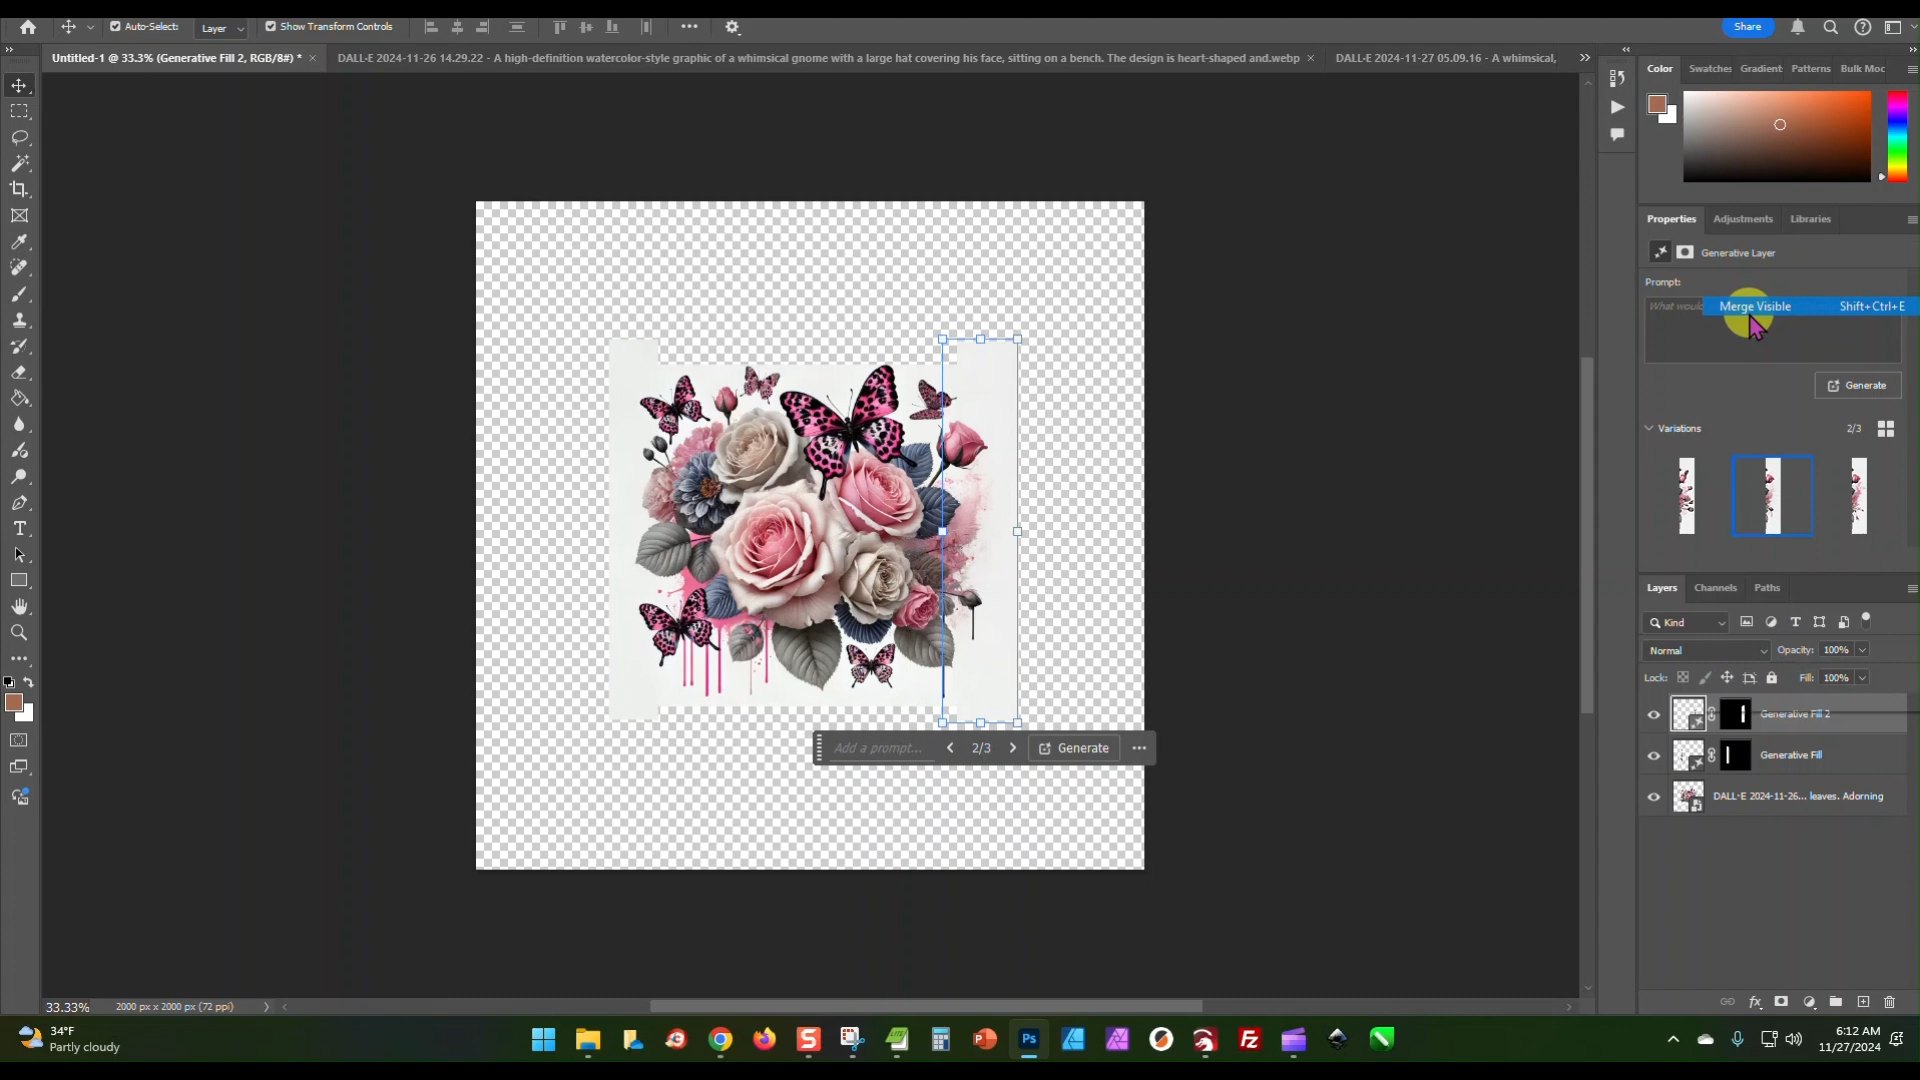 Auto-Select: Layer Show Transform Controls Share
Untitled-1 @ 33.3% (Generative Fill 2, RGB/8#) * DALL·E 2024-11-26 14.29.22 - A high-definition watercolor-style graphic of a whimsical gnome with a large hat covering his face, sitting on a bench. The design is heart-shaped and.webp DALL·E 2024-11-27 05.09.16 - A whimsical,
Color Swatches Gradient Patterns Bulk Moc
Properties Adjustments Libraries
Generative Layer
Prompt:
What would
Merge Visible Shift+Ctrl+E
Generate
Variations 2/3
Layers Channels Paths
Kind
Normal Opacity: 100%
Lock: Fill: 100%
Generative Fill 2
Generative Fill
DALL·E 2024-11-26... leaves. Adorning
Add a prompt... 2/3 Generate
33.33% 2000 px x 2000 px (72 ppi)
34°F
Partly cloudy
Ps
Fz
6:12 AM
11/27/2024